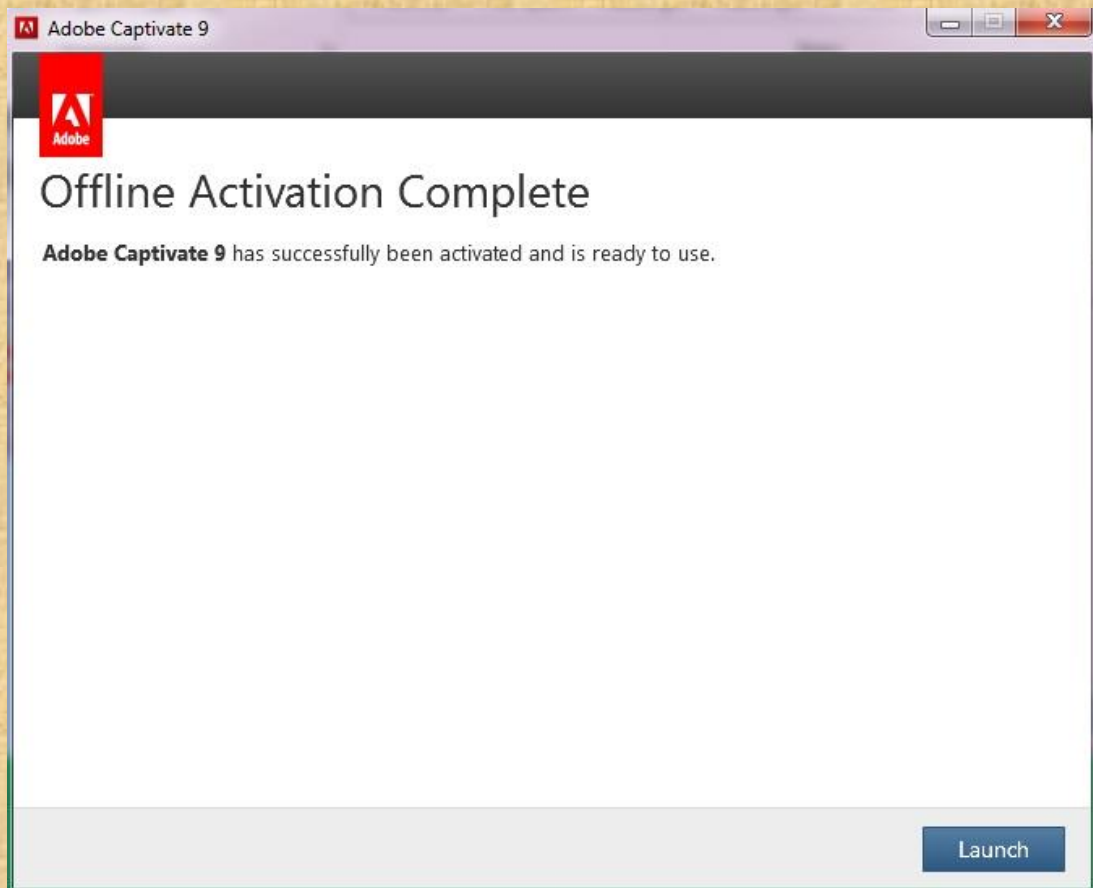 Adobe Captivate 9
Adobe
Offline Activation Complete
Adobe Captivate 9 has successfully been activated and is ready to use.
Launch